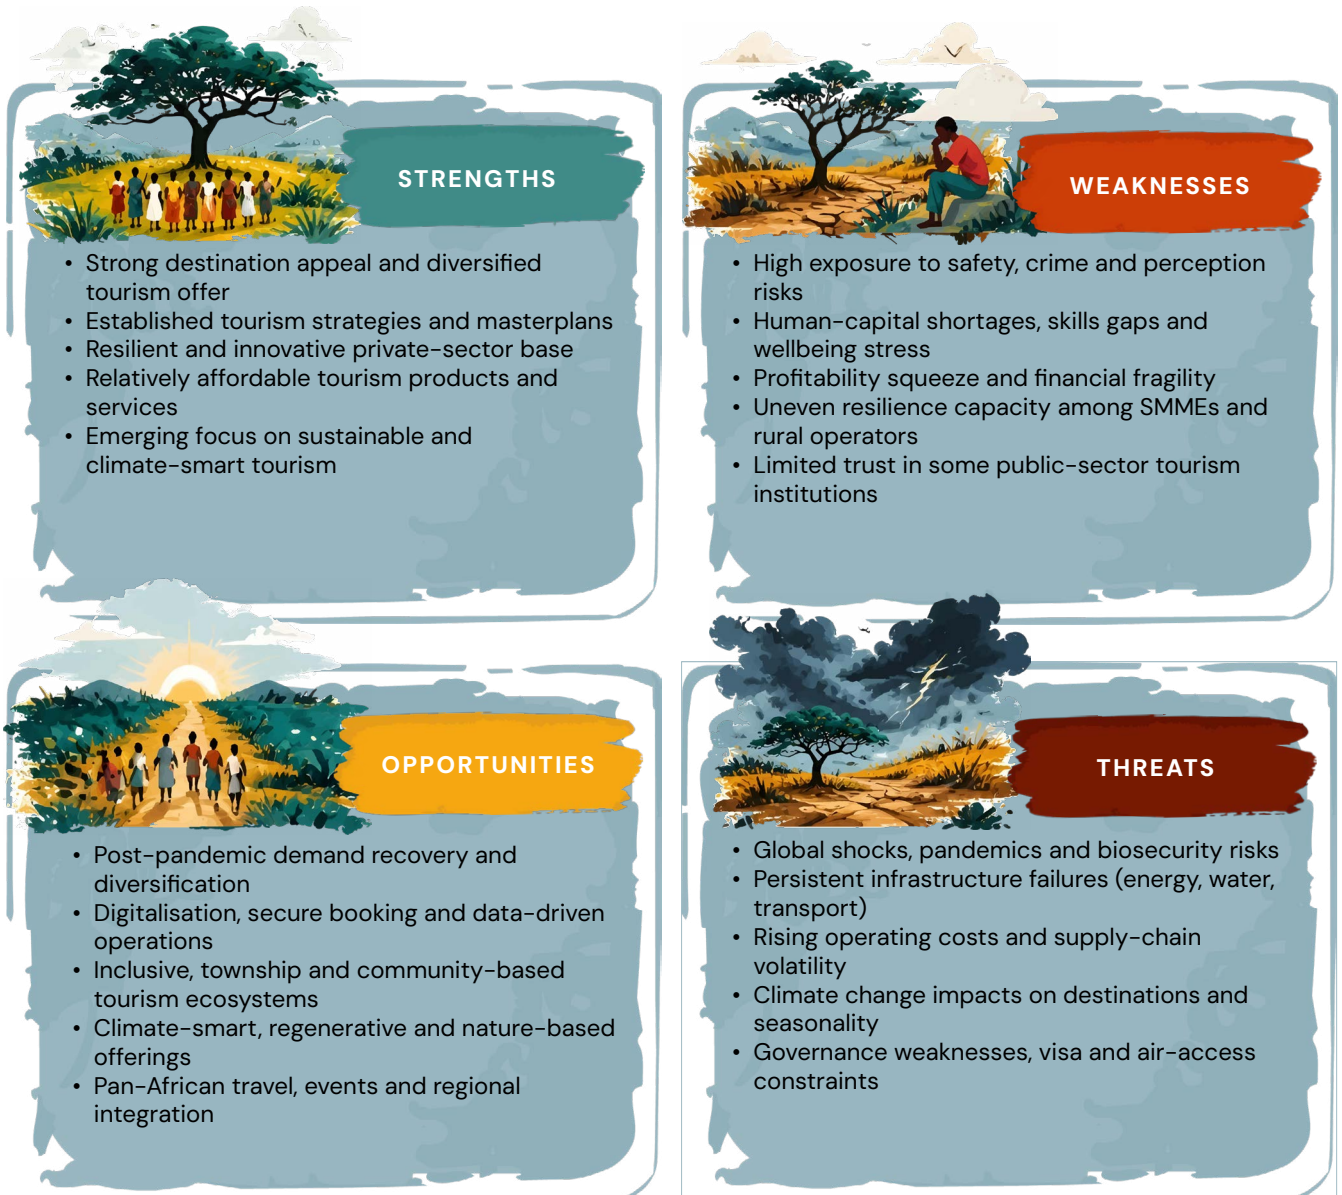 STRENGTHS
• Strong destination appeal and diversified
tourism offer
• Established tourism strategies and masterplans
• Resilient and innovative private-sector base
• Relatively affordable tourism products and
services
• Emerging focus on sustainable and
climate-smart tourism
WEAKNESSES
• High exposure to safety, crime and perception
risks
• Human-capital shortages, skills gaps and
wellbeing stress
• Profitability squeeze and financial fragility
• Uneven resilience capacity among SMMEs and
rural operators
• Limited trust in some public-sector tourism
institutions
OPPORTUNITIES
• Post-pandemic demand recovery and
diversification
• Digitalisation, secure booking and data-driven
operations
• Inclusive, township and community-based
tourism ecosystems
• Climate-smart, regenerative and nature-based
offerings
• Pan-African travel, events and regional
integration
THREATS
• Global shocks, pandemics and biosecurity risks
• Persistent infrastructure failures (energy, water,
transport)
• Rising operating costs and supply-chain
volatility
• Climate change impacts on destinations and
seasonality
• Governance weaknesses, visa and air-access
constraints